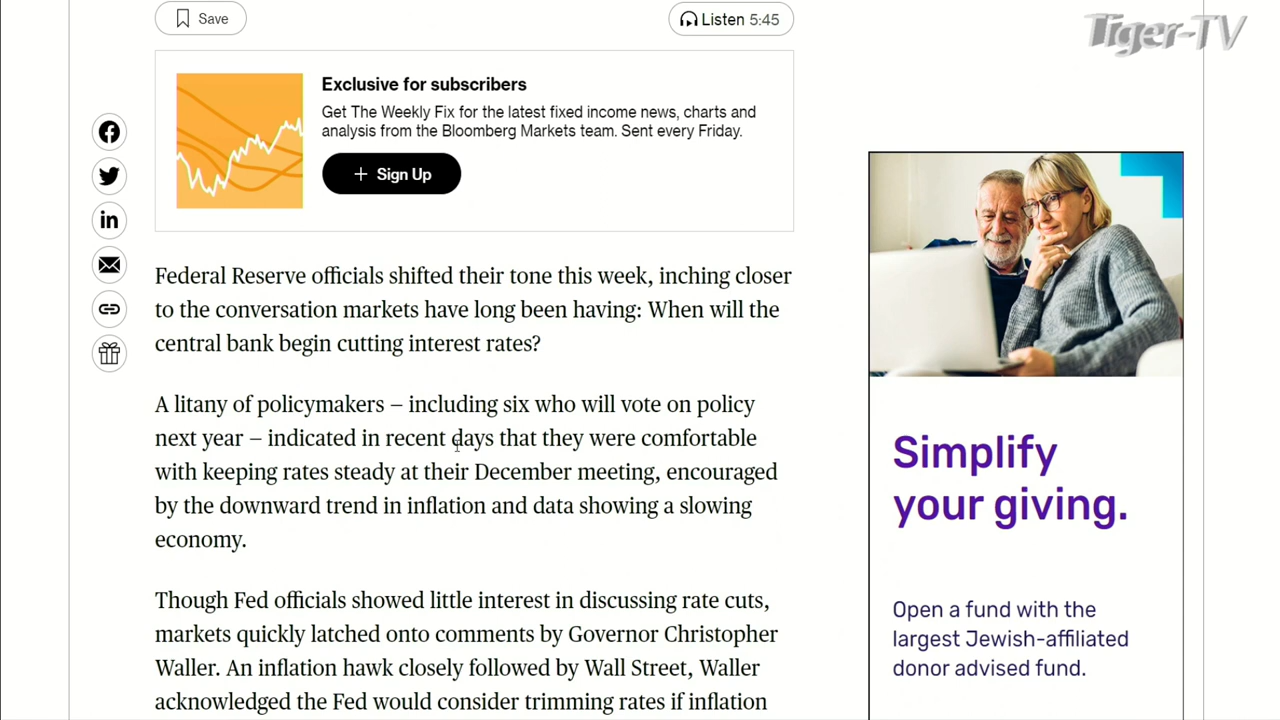 Tiger-TV
Save
Listen 5:45
Exclusive for subscribers
Get The Weekly Fix for the latest fixed income news, charts and
analysis from the Bloomberg Markets team. Sent every Friday.
+ Sign Up
Federal Reserve officials shifted their tone this week, inching closer
to the conversation markets have long been having: When will the
central bank begin cutting interest rates?
A litany of policymakers – including six who will vote on policy
next year – indicated in recent days that they were comfortable
with keeping rates steady at their December meeting, encouraged
by the downward trend in inflation and data showing a slowing
economy.
Though Fed officials showed little interest in discussing rate cuts,
markets quickly latched onto comments by Governor Christopher
Waller. An inflation hawk closely followed by Wall Street, Waller
acknowledged the Fed would consider trimming rates if inflation
Simplify
your giving.
Open a fund with the
largest Jewish-affiliated
donor advised fund.